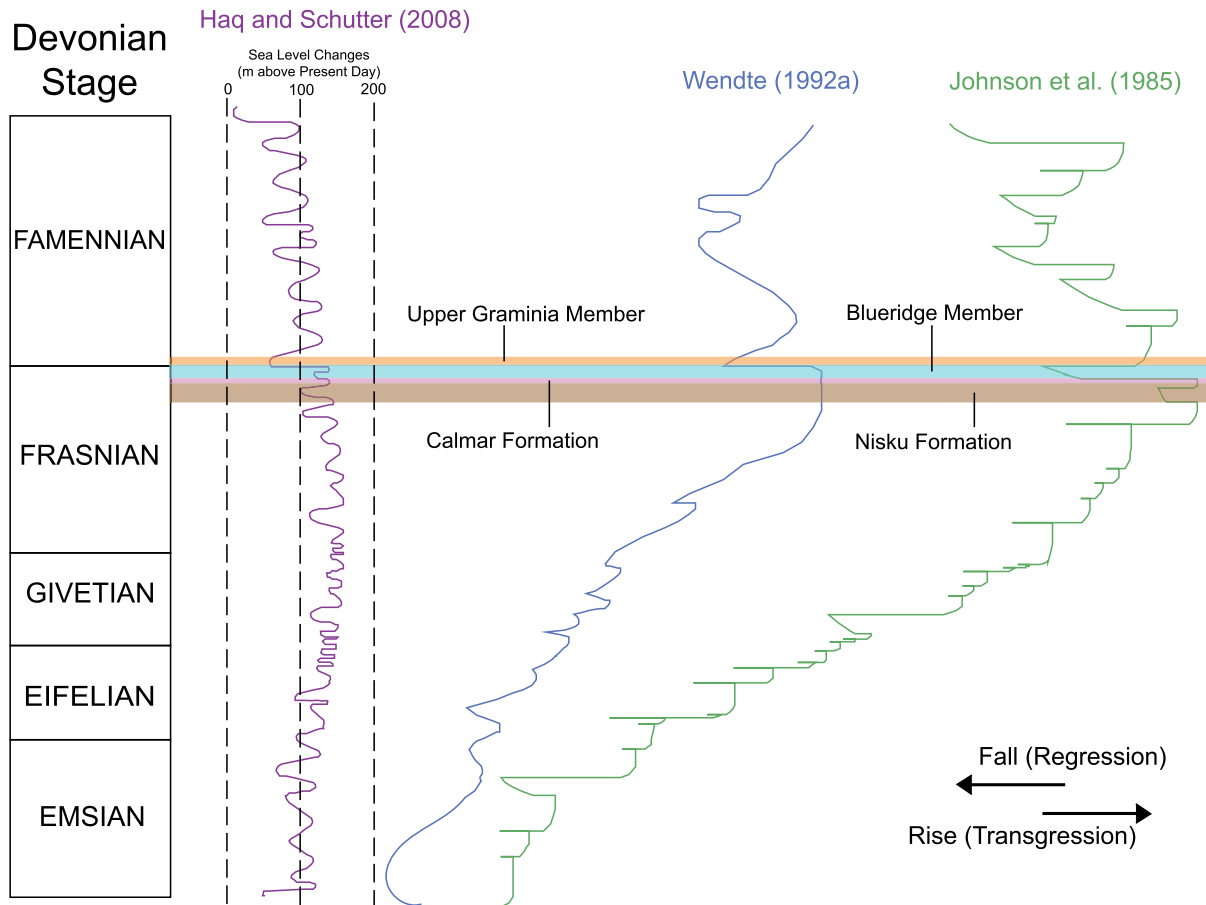 Haq and Schutter (2008)
Devonian
Stage
Sea Level Changes
(m above Present Day)
0 100 200
Wendte (1992a)
Johnson et al. (1985)
FAMENNIAN
Upper Graminia Member
Blueridge Member
Calmar Formation
Nisku Formation
FRASNIAN
GIVETIAN
EIFELIAN
EMSIAN
Fall (Regression)
Rise (Transgression)